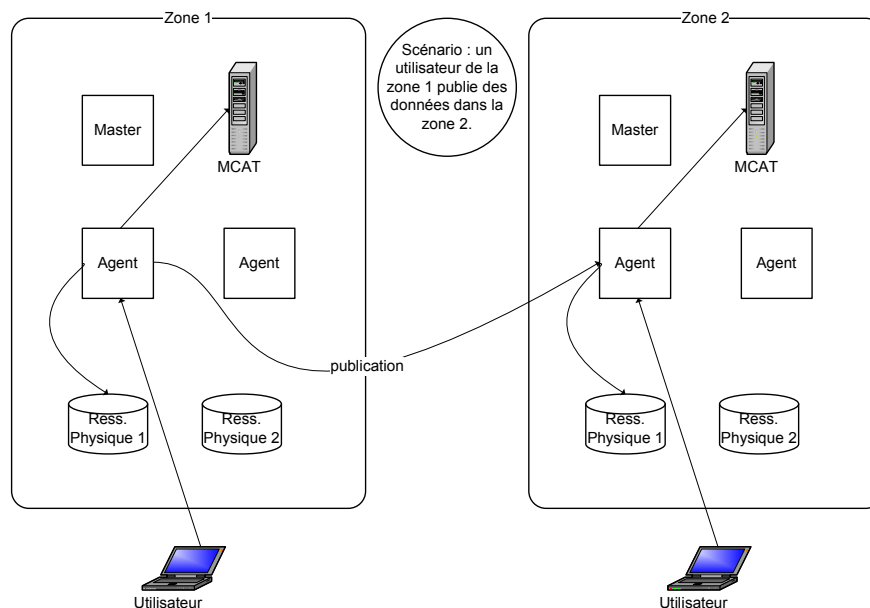 Zone 1
Master
MCAT
Agent
Agent
Ress.
Physique 1
Ress.
Physique 2
Utilisateur
Scénario : un
utilisateur de la
zone 1 publie des
données dans la
zone 2.
publication
Zone 2
Master
MCAT
Agent
Agent
Ress.
Physique 1
Ress.
Physique 2
Utilisateur